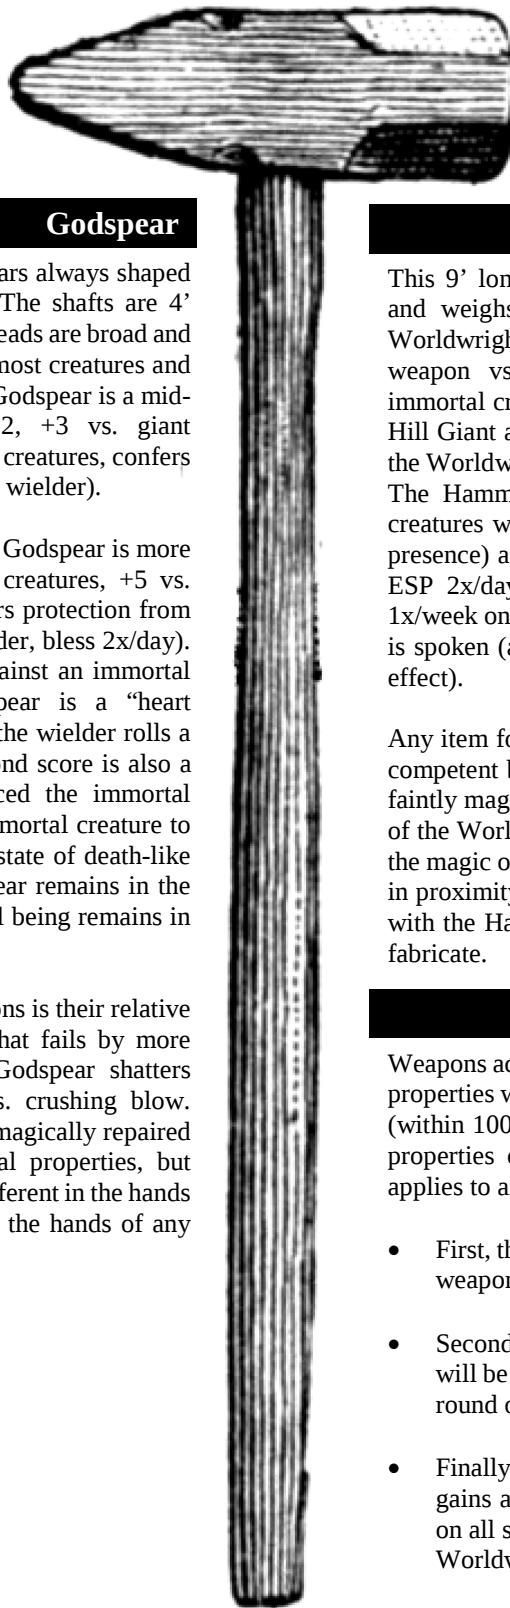 Godspear
ars always shaped
The shafts are 4’
eads are broad and
most creatures and
Godspear is a mid-
2, +3 vs. giant
creatures, confers
wielder).
Godspear is more
creatures, +5 vs.
rs protection from
der, bless 2x/day).
ainst an immortal
pear is a “heart
the wielder rolls a
ond score is also a
ced the immortal
mortal creature to
state of death-like
ear remains in the
l being remains in
ons is their relative
hat fails by more
Godspear shatters
s. crushing blow.
magically repaired
al properties, but
fferent in the hands
the hands of any
This 9’ lon
and weighs
Worldwrigh
weapon vs
immortal cr
Hill Giant a
the Worldw
The Hamm
creatures w
presence) a
ESP 2x/day
1x/week on
is spoken (a
effect).
Any item fo
competent b
faintly mag
of the World
the magic o
in proximity
with the Ha
fabricate.
Weapons ac
properties w
(within 100
properties o
applies to a
• First, th
weapon
• Second
will be
round o
• Finally
gains a
on all s
Worldw